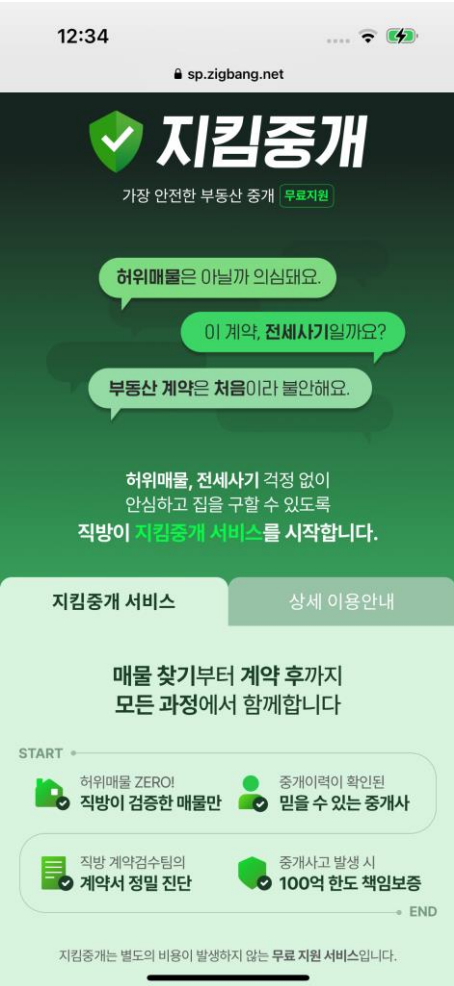 12:34
sp.zigbang.net
지킴중개
가장 안전한 부동산 중개 무료지원
허위매물은 아닐까 의심돼요.
이 계약, 전세사기일까요?
부동산 계약은 처음이라 불안해요.
허위매물, 전세사기 걱정 없이
안심하고 집을 구할 수 있도록
직방이 지킴중개 서비스를 시작합니다.
지킴중개 서비스
상세 이용안내
매물 찾기부터 계약 후까지
모든 과정에서 함께합니다
START
허위매물 ZERO!
직방이 검증한 매물만
중개이력이 확인된
믿을 수 있는 중개사
직방 계약검수팀의
계약서 정밀 진단
중개사고 발생 시
100억 한도 책임보증
END
지킴중개는 별도의 비용이 발생하지 않는 무료 지원 서비스입니다.